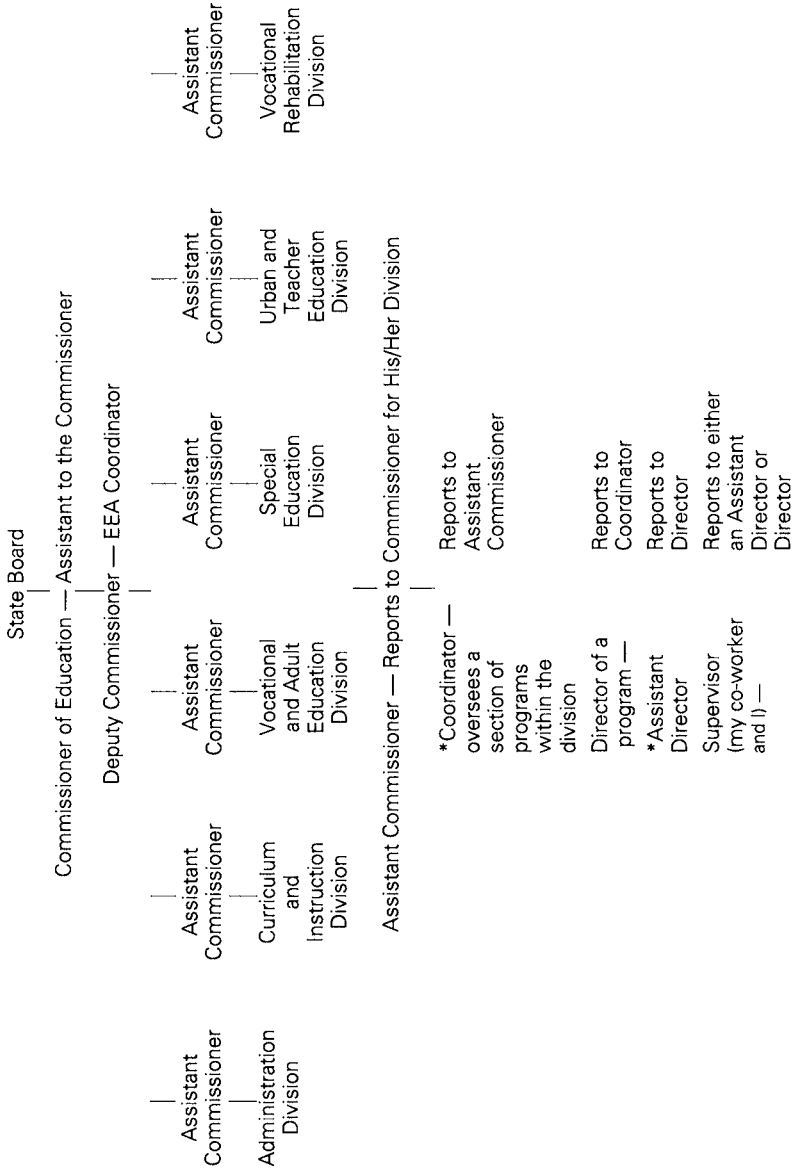 State Board
Commissioner of Education — Assistant to the Commissioner
Deputy Commissioner — EEA Coordinator
Assistant
Commissioner
Administration
Division
Assistant
Commissioner
Curriculum
and
Instruction
Division
Assistant
Commissioner
Vocational
and Adult
Education
Division
Assistant
Commissioner
Special
Education
Division
Assistant
Commissioner
Urban and
Teacher
Education
Division
Assistant
Commissioner
Vocational
Rehabilitation
Division
Assistant Commissioner — Reports to Commissioner for His/Her Division
*Coordinator —
oversees a
section of
programs
within the
division
Reports to
Assistant
Commissioner
Director of a
program —
Reports to
Coordinator
*Assistant
Director
Reports to
Director
Supervisor
(my co-worker
and I) —
Reports to either
an Assistant
Director or
Director